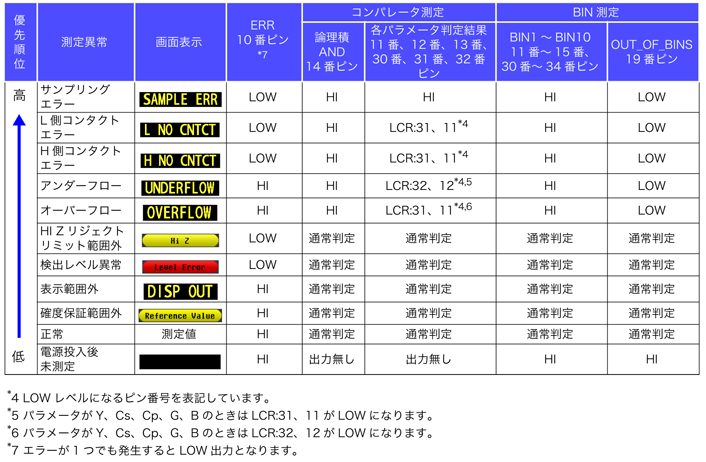 優先順位 測定異常 画面表示 ERR 10 番ピン *7 コンパレータ測定 BIN 測定
論理積 AND 14 番ピン 各パラメータ判定結果 11 番、12 番、13 番、30 番、31 番、32 番ピン BIN1 〜 BIN10 11 番〜 15 番、30 番〜 34 番ピン OUT_OF_BINS 19 番ピン
高 サンプリングエラー SAMPLE ERR LOW HI HI HI LOW
L 側コンタクトエラー L NO CNTCT LOW HI LCR:31、11*4 HI LOW
H 側コンタクトエラー H NO CNTCT LOW HI LCR:31、11*4 HI LOW
アンダーフロー UNDERFLOW HI HI LCR:32、12*4,5 HI LOW
オーバーフロー OVERFLOW HI HI LCR:31、11*4,6 HI LOW
HI Z リジェクトリミット範囲外 Hi Z LOW 通常判定 通常判定 通常判定 通常判定
検出レベル異常 Level Error LOW 通常判定 通常判定 通常判定 通常判定
表示範囲外 DISP OUT HI 通常判定 通常判定 通常判定 通常判定
確度保証範囲外 Reference Value HI 通常判定 通常判定 通常判定 通常判定
正常 測定値 HI 通常判定 通常判定 通常判定 通常判定
低 電源投入後未測定 HI 出力無し 出力無し HI HI
*4 LOW レベルになるピン番号を表記しています。
*5 パラメータが Y、Cs、Cp、G、B のときは LCR:31、11 が LOW になります。
*6 パラメータが Y、Cs、Cp、G、B のときは LCR:32、12 が LOW になります。
*7 エラーが 1 つでも発生すると LOW 出力となります。